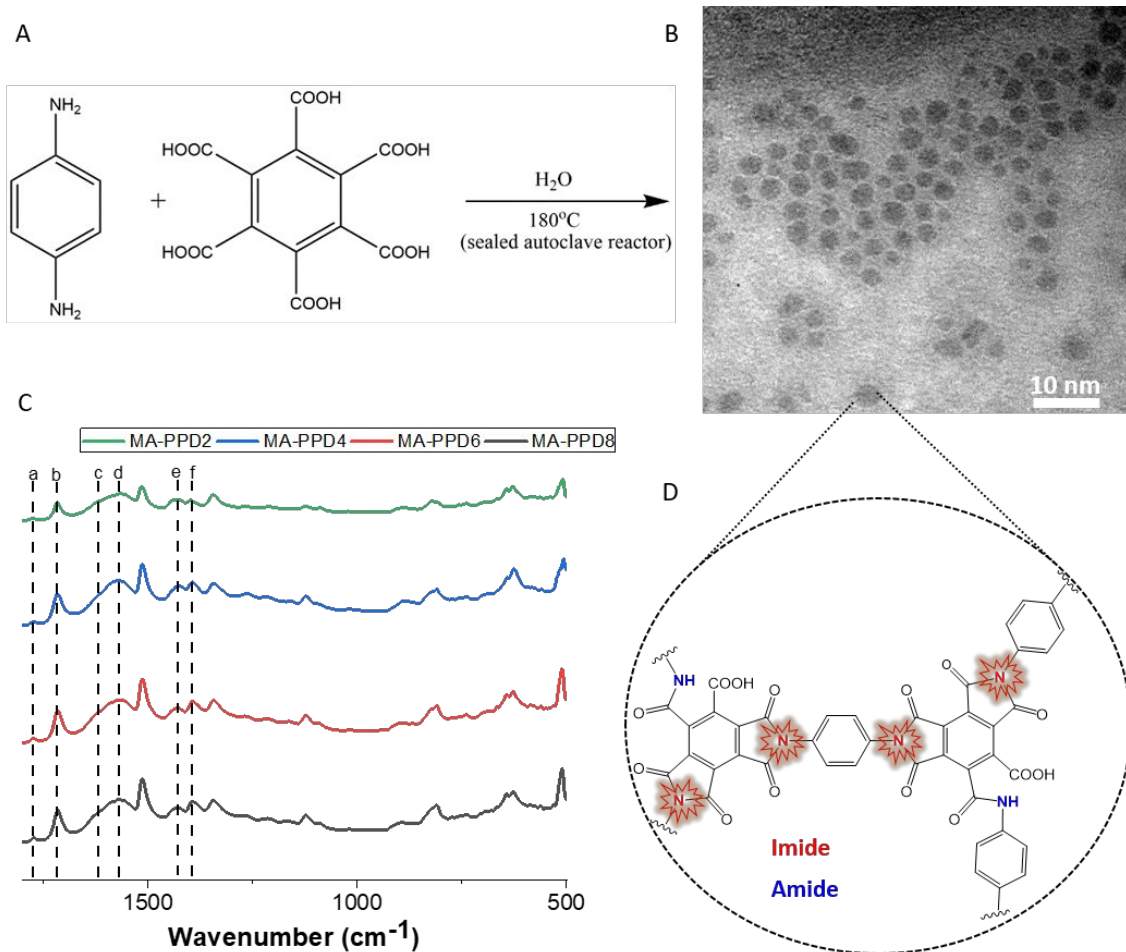 A
NH₂
NH₂
+
COOH
HOOC
COOH
HOOC
COOH
COOH
H₂O
180°C
(sealed autoclave reactor)
B
10 nm
C
MA-PPD2 MA-PPD4 MA-PPD6 MA-PPD8
a b c d e f
1500 1000 500
Wavenumber (cm⁻¹)
D
NH
COOH
O
O
O
O
N
N
N
O
O
O
O
N
O
O
COOH
O
NH
O
O
Imide
Amide